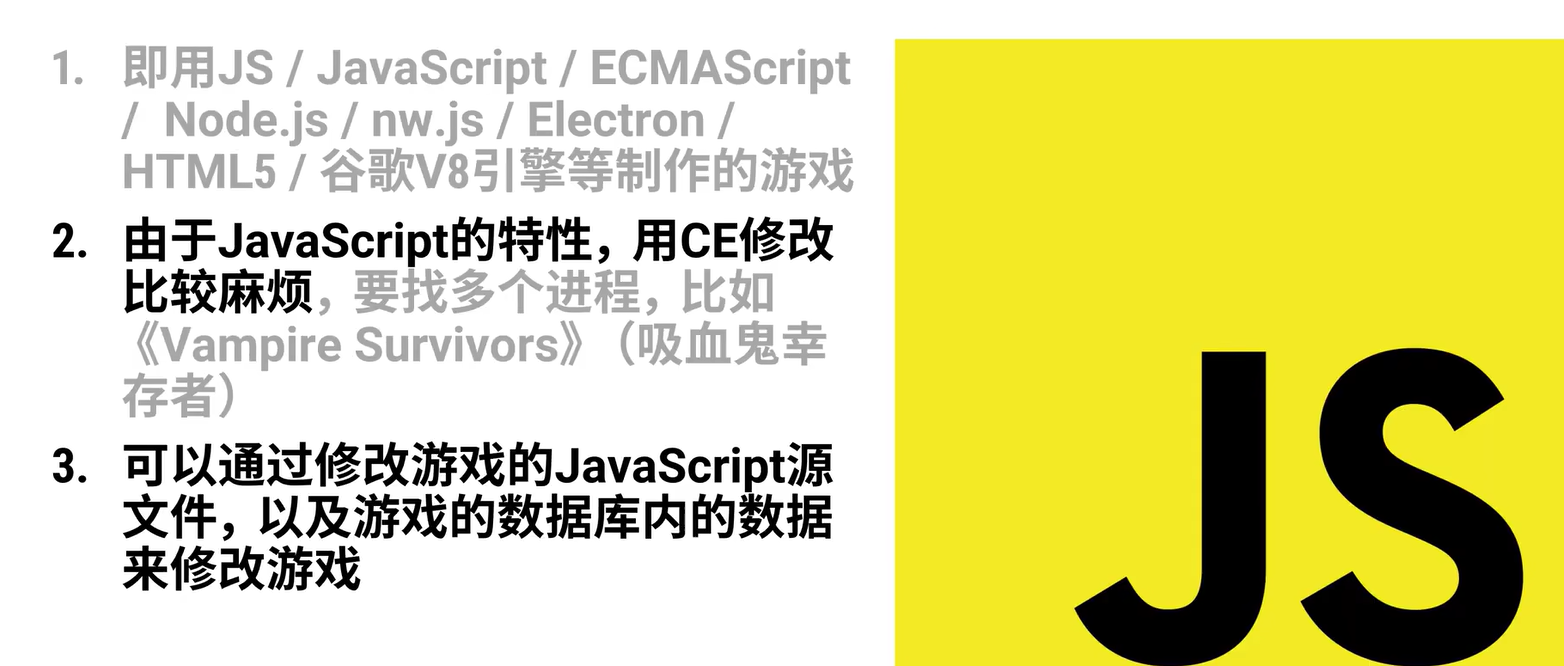 1. 即用JS / JavaScript / ECMAScript
/ Node.js / nw.js / Electron /
HTML5 / 谷歌V8引擎等制作的游戏
2. 由于JavaScript的特性，用CE修改
比较麻烦，要找多个进程，比如
《Vampire Survivors》（吸血鬼幸
存者）
3. 可以通过修改游戏的JavaScript源
文件，以及游戏的数据库内的数据
来修改游戏
JS